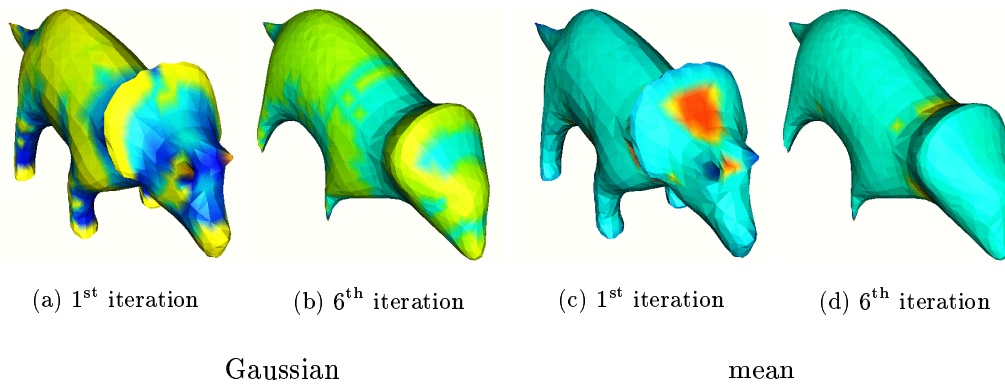 (a) 1st iteration (b) 6th iteration (c) 1st iteration (d) 6th iteration
Gaussian mean